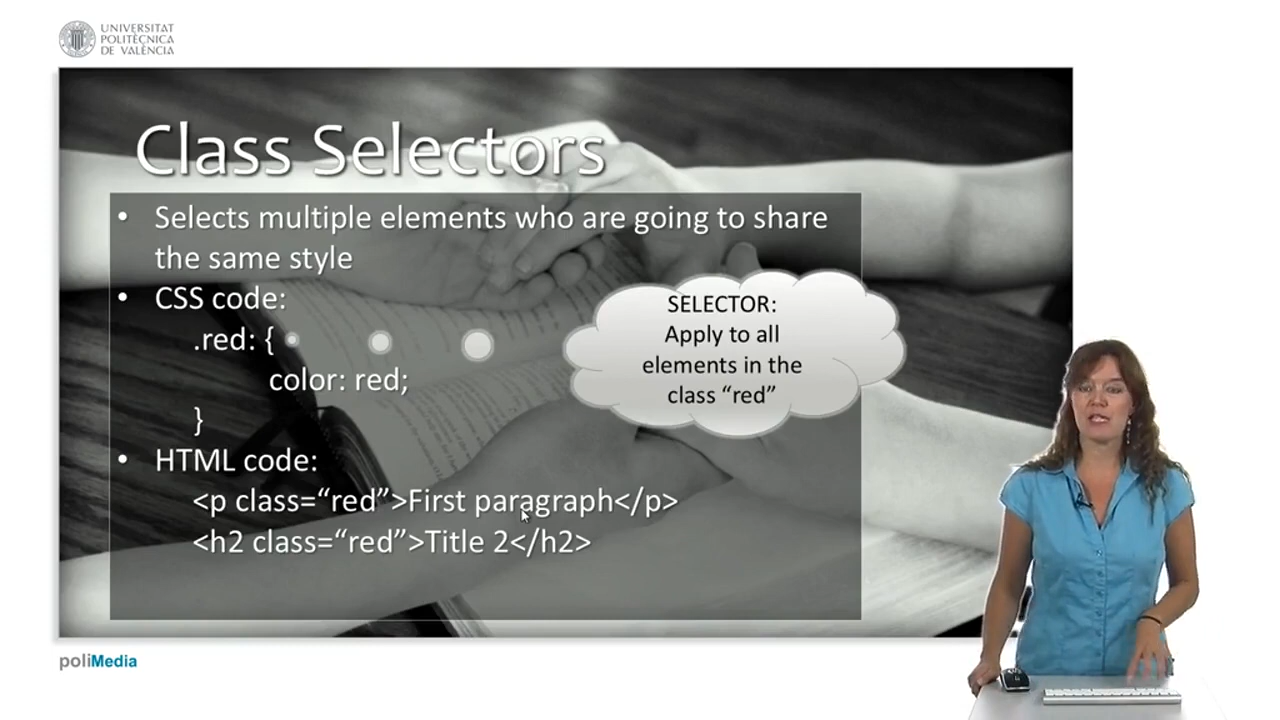 UNIVERSITAT
POLITÈCNICA
DE VALÈNCIA
Class Selectors
• Selects multiple elements who are going to share
the same style
• CSS code:
.red: {
color: red;
}
• HTML code:
<p class=“red”>First paragraph</p>
<h2 class=“red”>Title 2</h2>
SELECTOR:
Apply to all
elements in the
class “red”
poliMedia